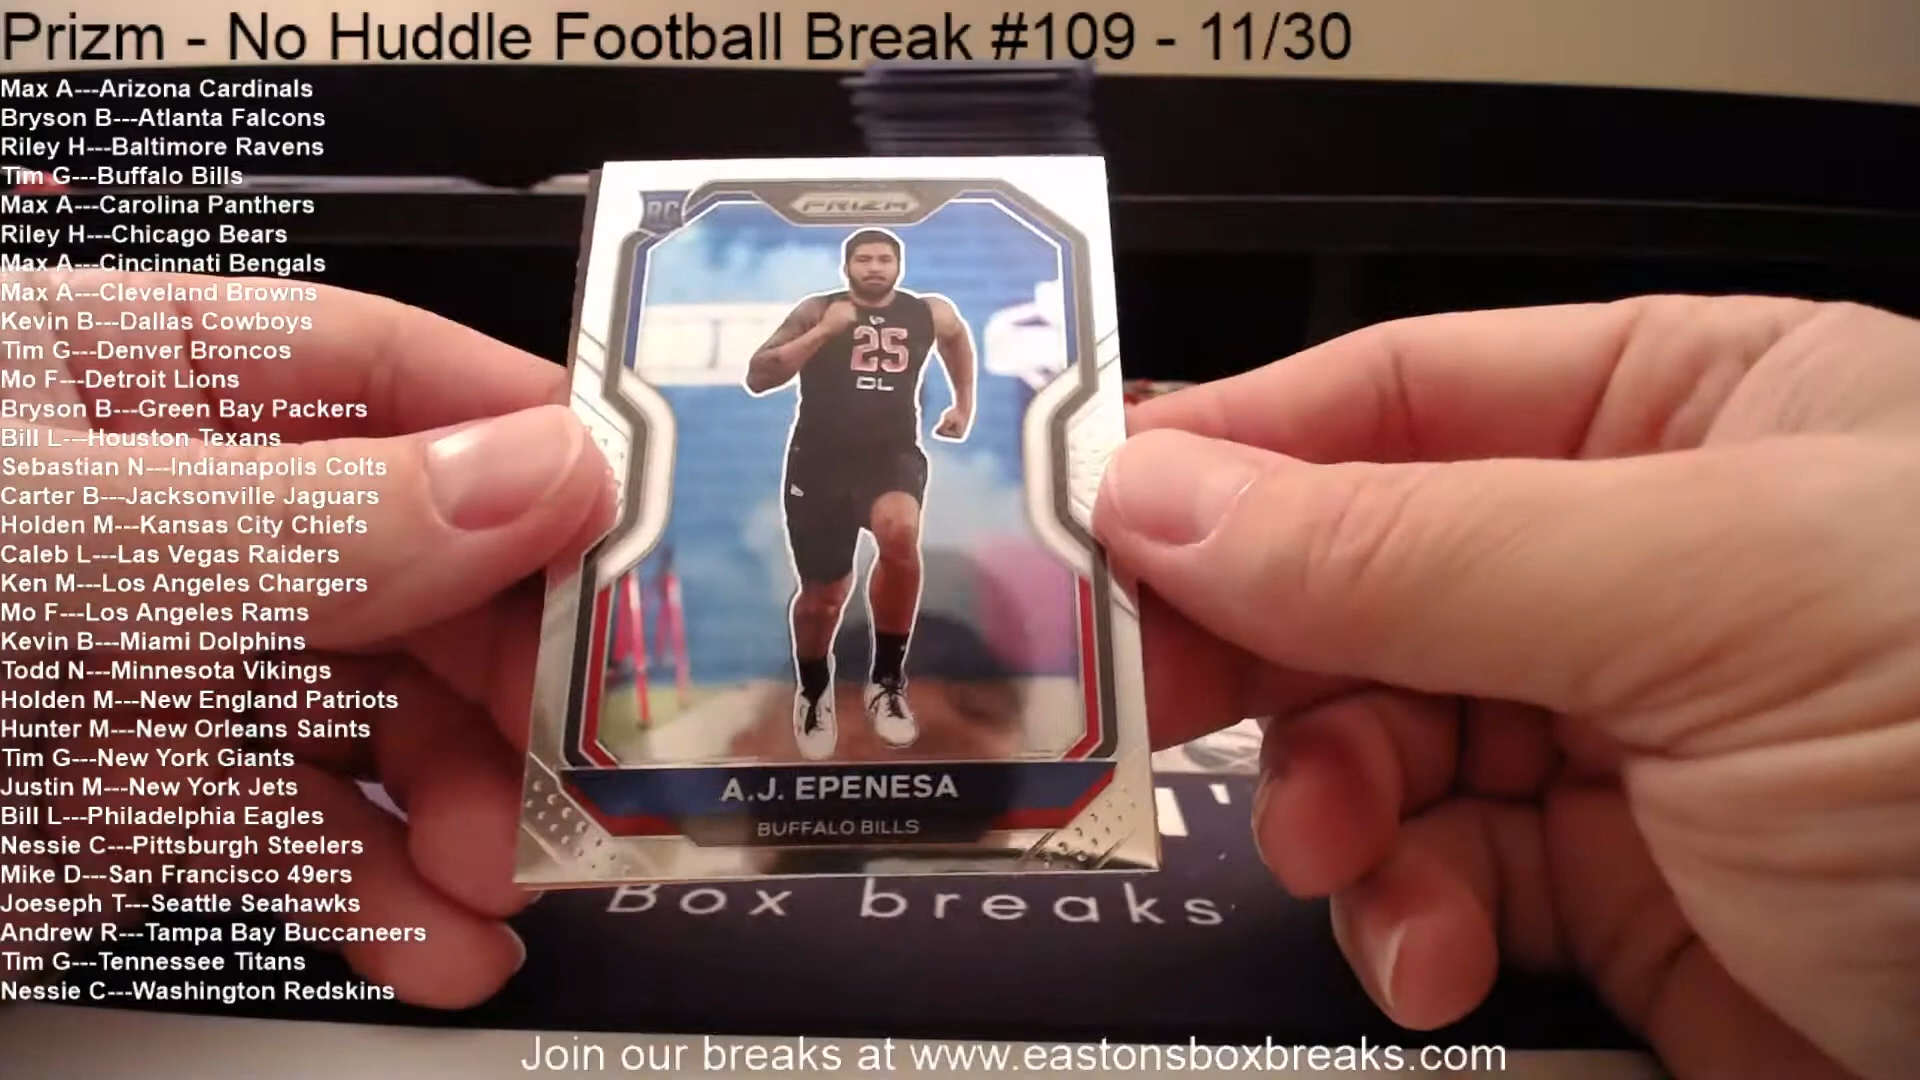 Prizm - No Huddle Football Break #109 - 11/30
Max A---Arizona Cardinals
Bryson B---Atlanta Falcons
Riley H---Baltimore Ravens
Tim G---Buffalo Bills
Max A---Carolina Panthers
Riley H---Chicago Bears
Max A---Cincinnati Bengals
Max A---Cleveland Browns
Kevin B---Dallas Cowboys
Tim G---Denver Broncos
Mo F---Detroit Lions
Bryson B---Green Bay Packers
Bill L---Houston Texans
Sebastian N---Indianapolis Colts
Carter B---Jacksonville Jaguars
Holden M---Kansas City Chiefs
Caleb L---Las Vegas Raiders
Ken M---Los Angeles Chargers
Mo F---Los Angeles Rams
Kevin B---Miami Dolphins
Todd N---Minnesota Vikings
Holden M---New England Patriots
Hunter M---New Orleans Saints
Tim G---New York Giants
Justin M---New York Jets
Bill L---Philadelphia Eagles
Nessie C---Pittsburgh Steelers
Mike D---San Francisco 49ers
Joeseph T---Seattle Seahawks
Andrew R---Tampa Bay Buccaneers
Tim G---Tennessee Titans
Nessie C---Washington Redskins
RC
PRIZM
25
DL
A.J. EPENESA
BUFFALO BILLS
Box breaks
Join our breaks at www.eastonsboxbreaks.com